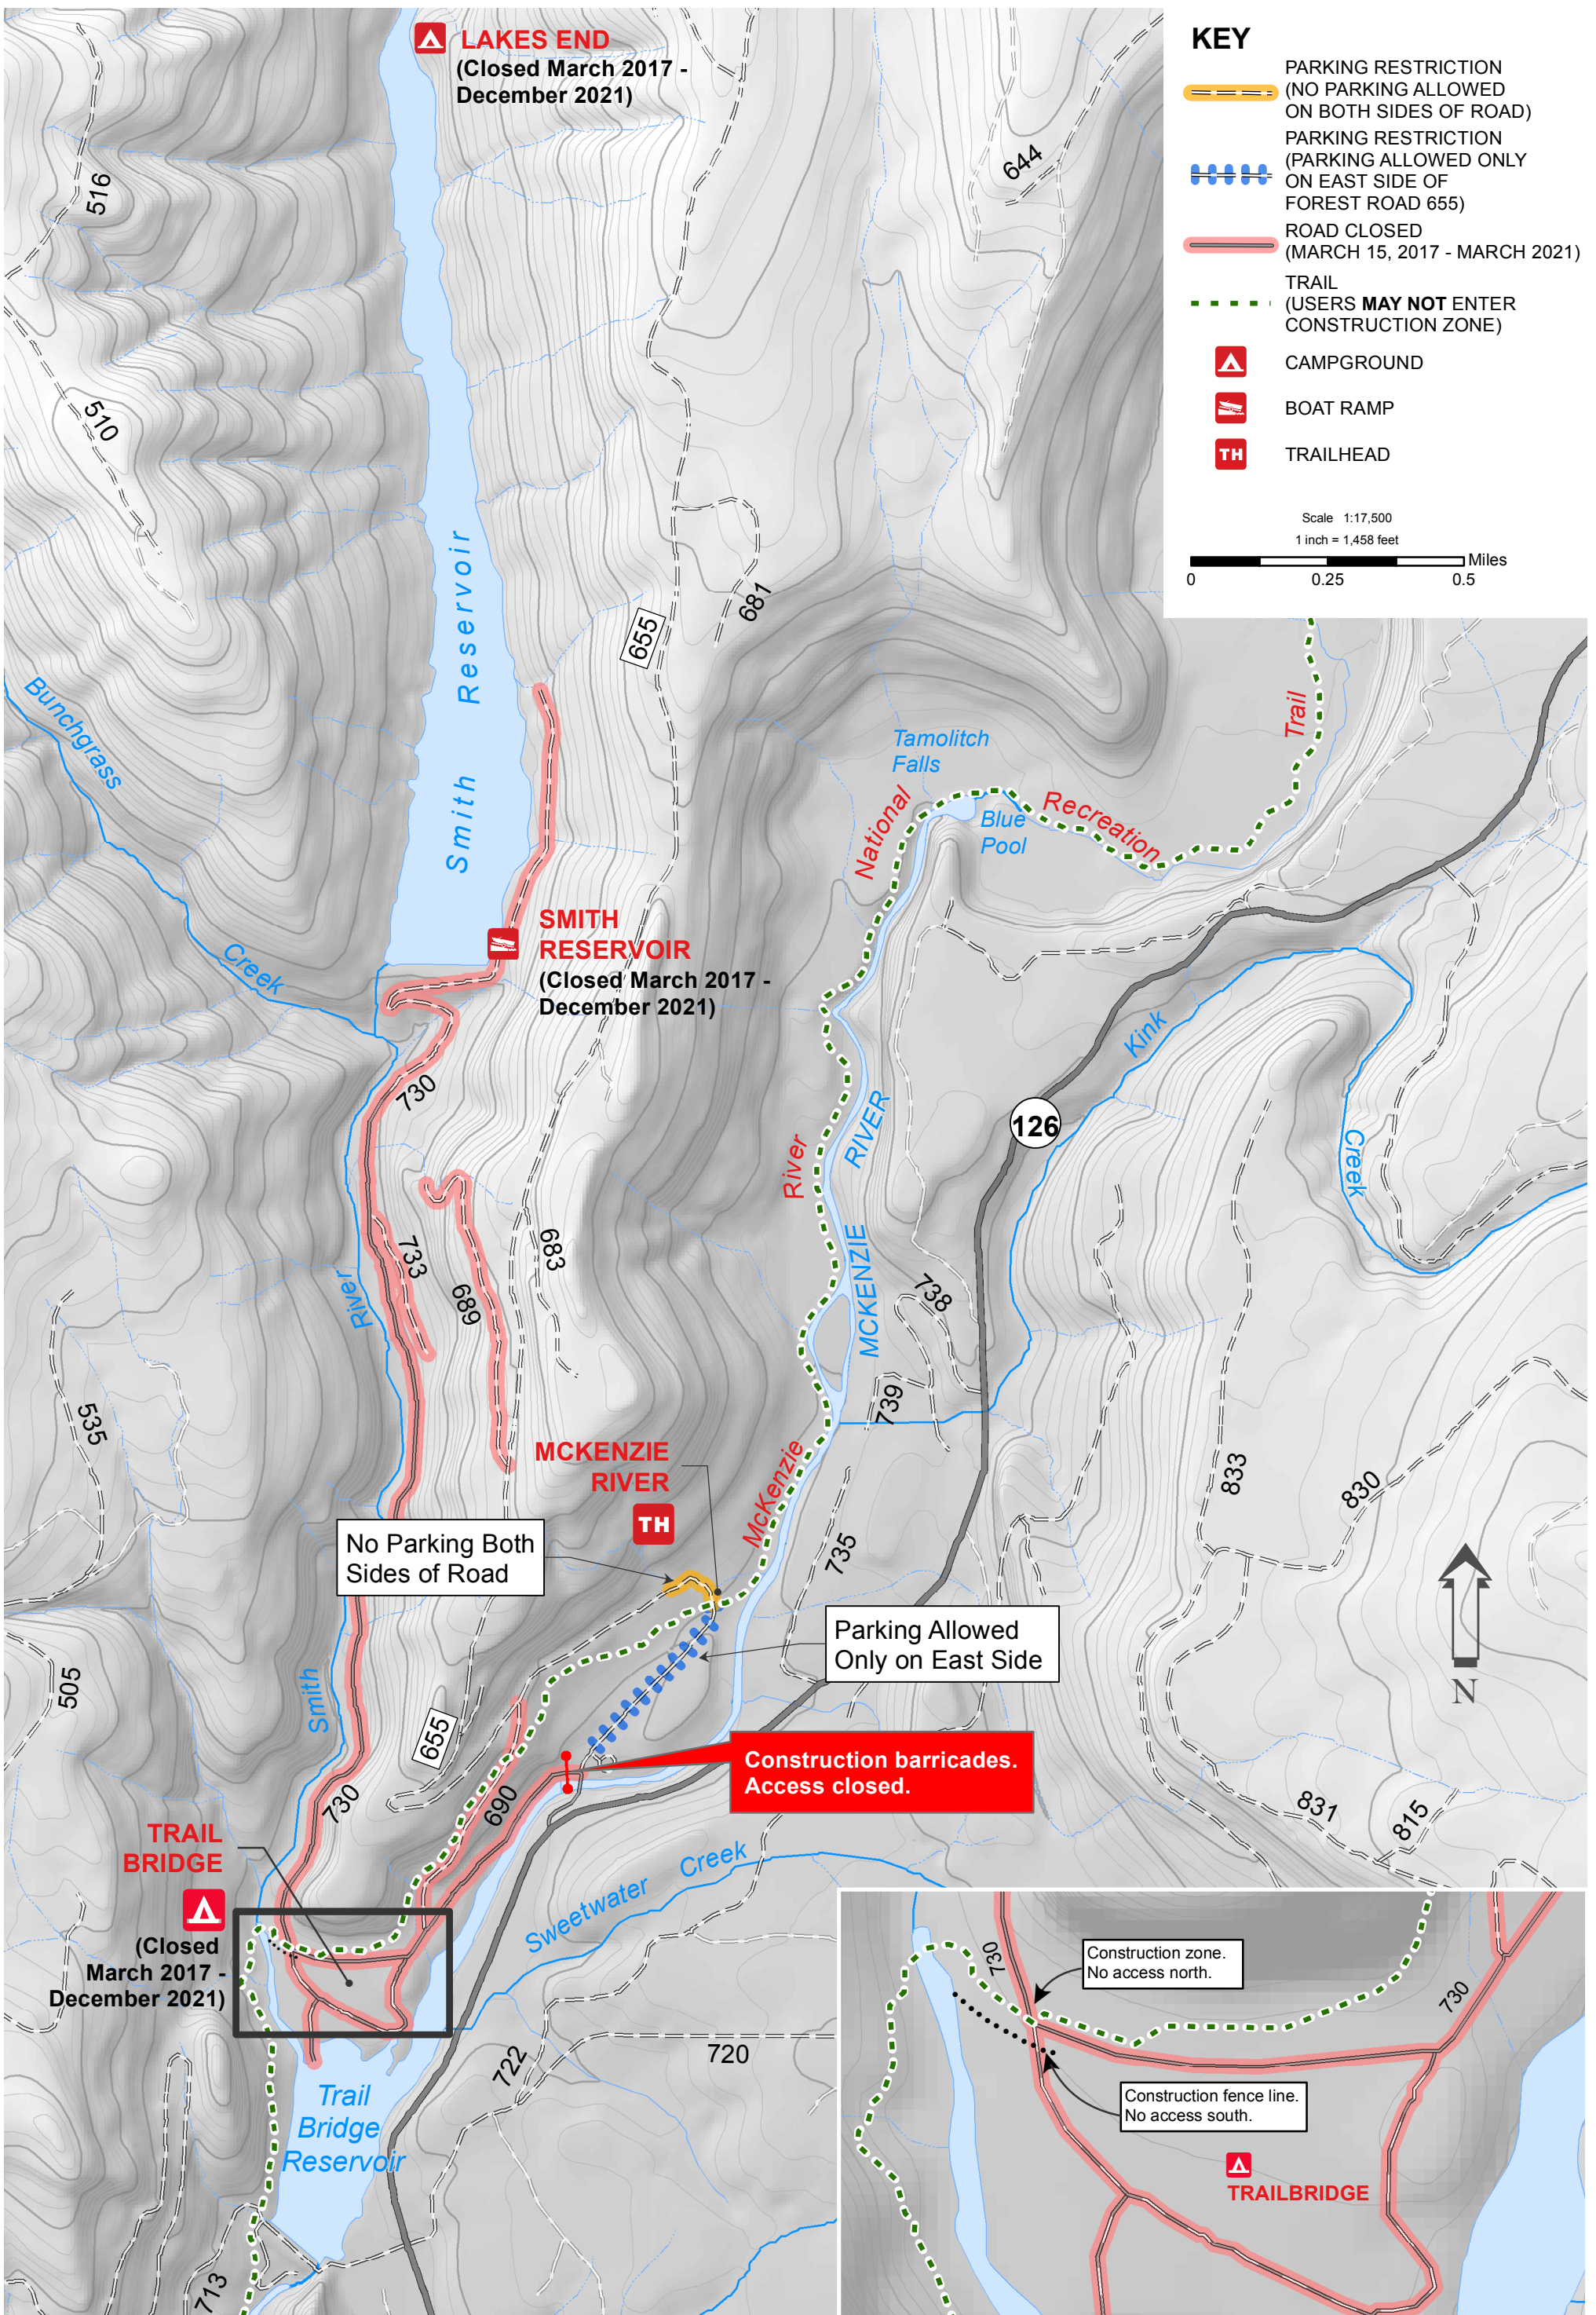 LAKES END
(Closed March 2017 -
December 2021)
KEY
PARKING RESTRICTION
(NO PARKING ALLOWED
ON BOTH SIDES OF ROAD)
PARKING RESTRICTION
(PARKING ALLOWED ONLY
ON EAST SIDE OF
FOREST ROAD 655)
ROAD CLOSED
(MARCH 15, 2017 - MARCH 2021)
TRAIL
(USERS MAY NOT ENTER
CONSTRUCTION ZONE)
CAMPGROUND
BOAT RAMP
TH
TRAILHEAD
Scale 1:17,500
1 inch = 1,458 feet
Miles
0
0.25
0.5
516
644
510
Smith Reservoir
655
681
Bunchgrass
Creek
Smith
Tamolitch
Falls
Blue
Pool
National
Recreation
Trail
SMITH
RESERVOIR
(Closed March 2017 -
December 2021)
730
Kink
Creek
126
River
RIVER
MCKENZIE
733
689
683
River
738
739
535
MCKENZIE
RIVER
TH
McKenzie
833
830
No Parking Both
Sides of Road
735
Parking Allowed
Only on East Side
N
505
Smith
655
Construction barricades.
Access closed.
730
690
831
815
TRAIL
BRIDGE
(Closed
March 2017 -
December 2021)
Sweetwater Creek
722
720
Trail
Bridge
Reservoir
713
730
Construction zone.
No access north.
730
Construction fence line.
No access south.
TRAILBRIDGE